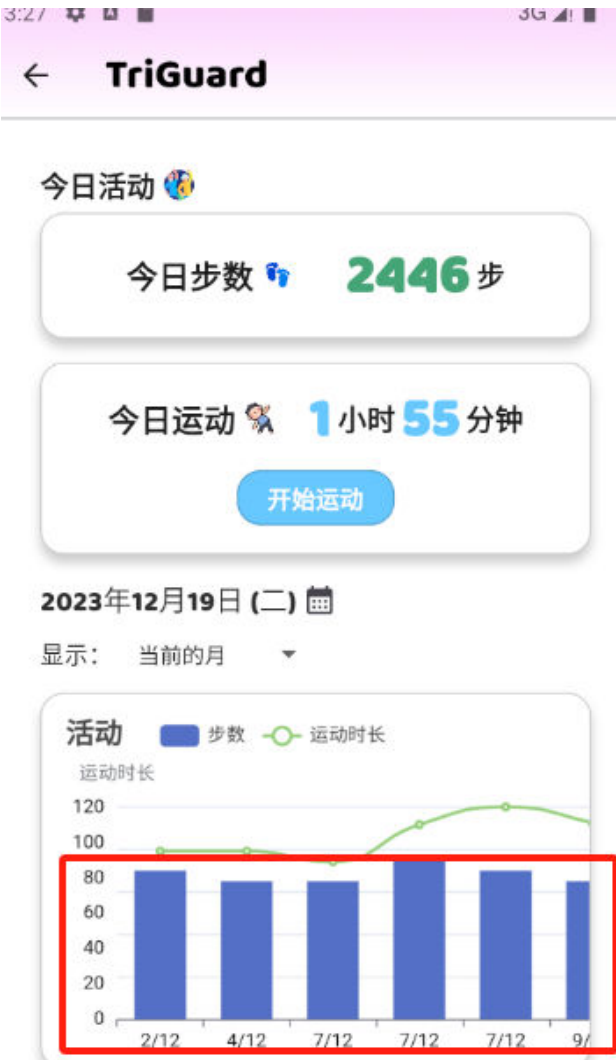 3:27 3G
TriGuard
今日活动
今日步数 2446 步
今日运动 1 小时 55 分钟
开始运动
2023年12月19日 (二)
显示： 当前的月
活动 步数 运动时长
运动时长
120
100
80
60
40
20
0
2/12 4/12 7/12 7/12 7/12 9/